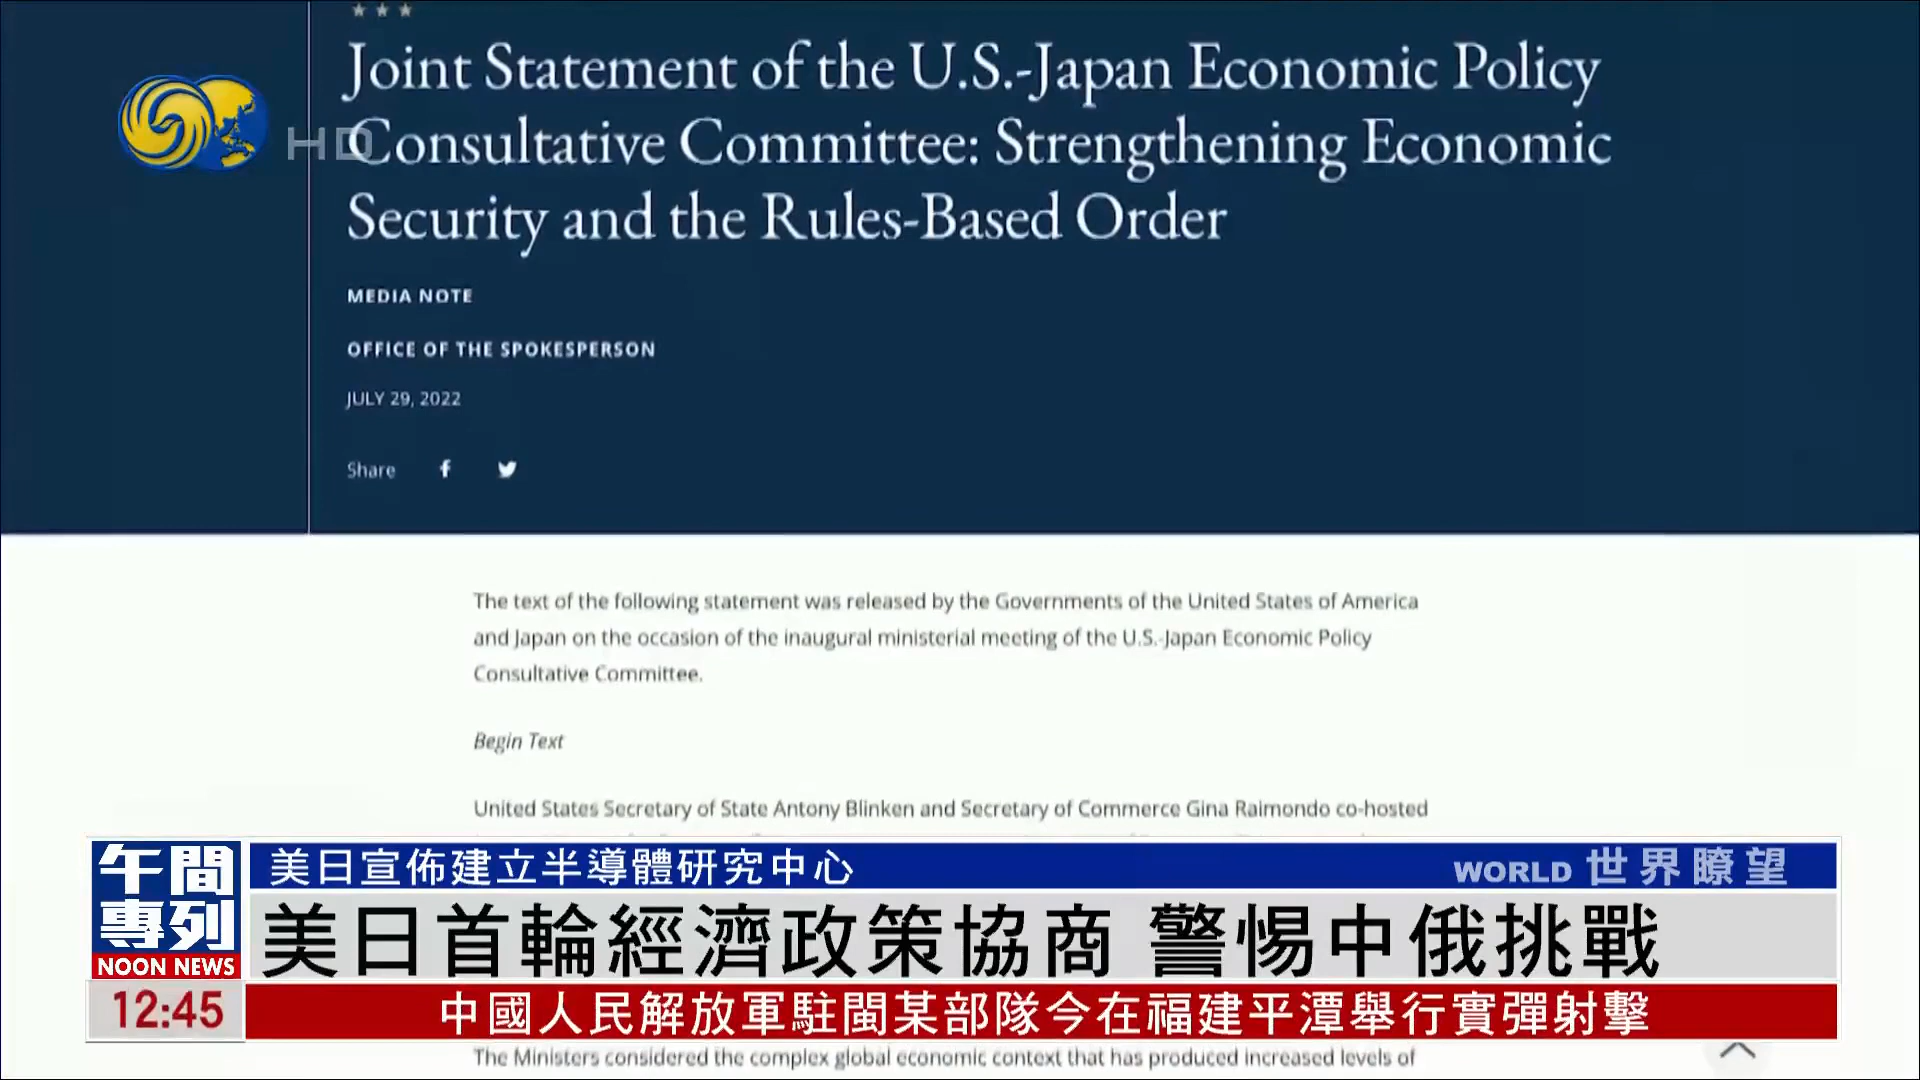 Joint Statement of the U.S.-Japan Economic Policy
Consultative Committee: Strengthening Economic
Security and the Rules-Based Order
HD
MEDIA NOTE
OFFICE OF THE SPOKESPERSON
JULY 29, 2022
Share
The text of the following statement was released by the Governments of the United States of America
and Japan on the occasion of the inaugural ministerial meeting of the U.S.-Japan Economic Policy
Consultative Committee.
Begin Text
United States Secretary of State Antony Blinken and Secretary of Commerce Gina Raimondo co-hosted
午間
專列
NOON NEWS
美日宣佈建立半導體研究中心
WORLD 世界瞭望
美日首輪經濟政策協商 警惕中俄挑戰
12:45
中國人民解放軍駐閩某部隊今在福建平潭舉行實彈射擊
The Ministers considered the complex global economic context that has produced increased levels of